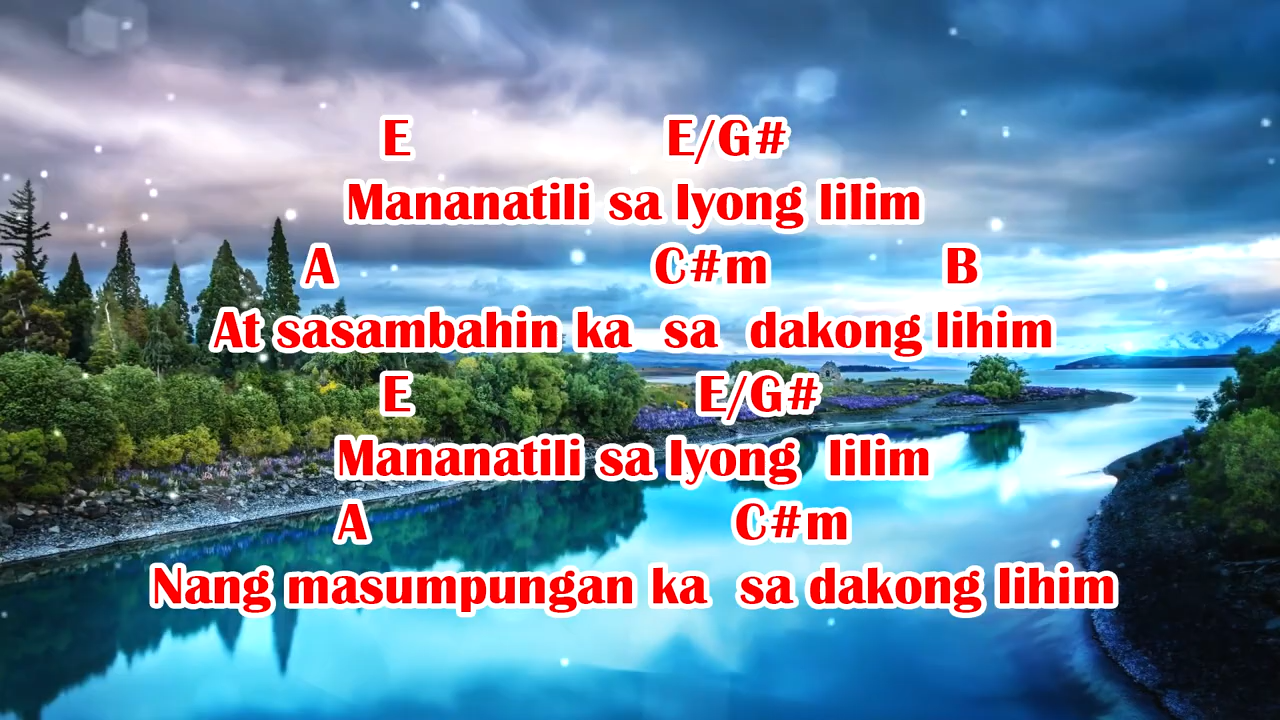 E E/G#
Mananatili sa Iyong lilim
A C#m B
At sasambahin ka sa dakong lihim
E E/G#
Mananatili sa Iyong lilim
A C#m
Nang masumpungan ka sa dakong lihim